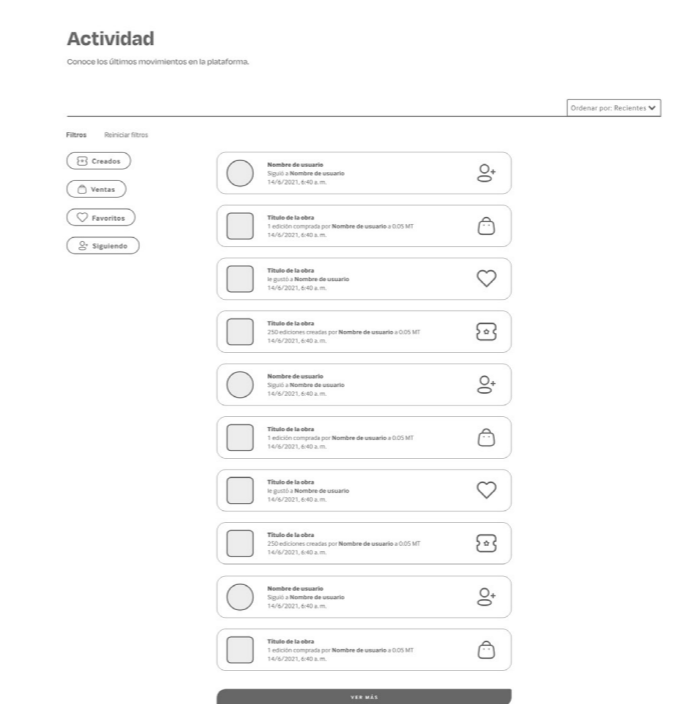 Actividad
Conoce los últimos movimientos en la plataforma.
Ordenar por: Recientes
Filtros Reiniciar filtros
Creados
Ventas
Favoritos
Siguiendo
Nombre de usuario
Siguió a Nombre de usuario
14/6/2021, 6:40 a. m.
Título de la obra
1 edición comprada por Nombre de usuario a 0.05 MT
14/6/2021, 6:40 a. m.
Título de la obra
le gustó a Nombre de usuario
14/6/2021, 6:40 a. m.
Título de la obra
250 ediciones creadas por Nombre de usuario a 0.05 MT
14/6/2021, 6:40 a. m.
Nombre de usuario
Siguió a Nombre de usuario
14/6/2021, 6:40 a. m.
Título de la obra
1 edición comprada por Nombre de usuario a 0.05 MT
14/6/2021, 6:40 a. m.
Título de la obra
le gustó a Nombre de usuario
14/6/2021, 6:40 a. m.
Título de la obra
250 ediciones creadas por Nombre de usuario a 0.05 MT
14/6/2021, 6:40 a. m.
Nombre de usuario
Siguió a Nombre de usuario
14/6/2021, 6:40 a. m.
Título de la obra
1 edición comprada por Nombre de usuario a 0.05 MT
14/6/2021, 6:40 a. m.
VER MÁS